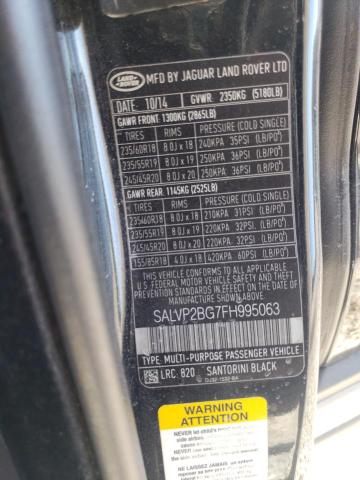 LAND ROVER
MFD BY JAGUAR LAND ROVER LTD
DATE: 10/14 GVWR: 2350KG (5180LB)
GAWR FRONT: 1300KG (2865LB)
TIRES RIMS PRESSURE (COLD SINGLE)
235/60R18 8.0J x 18 240KPA 35PSI (LB/PO²)
235/55R19 8.0J x 19 250KPA 36PSI (LB/PO²)
245/45R20 8.0J x 20 250KPA 36PSI (LB/PO²)
GAWR REAR: 1145KG (2525LB)
TIRES RIMS PRESSURE (COLD SINGLE)
235/60R18 8.0J x 18 210KPA 31PSI (LB/PO²)
235/55R19 8.0J x 19 220KPA 32PSI (LB/PO²)
245/45R20 8.0J x 20 220KPA 32PSI (LB/PO²)
155/85R18 4.0J x 18 420KPA 60PSI (LB/PO²)
THIS VEHICLE CONFORMS TO ALL APPLICABLE
U.S. FEDERAL MOTOR VEHICLE SAFETY AND
THEFT PREVENTION STANDARDS IN EFFECT ON
THE DATE OF MANUFACTURE SHOWN ABOVE.
SALVP2BG7FH995063
TYPE: MULTI-PURPOSE PASSENGER VEHICLE
LRC: 820 SANTORINI BLACK
WARNING
ATTENTION